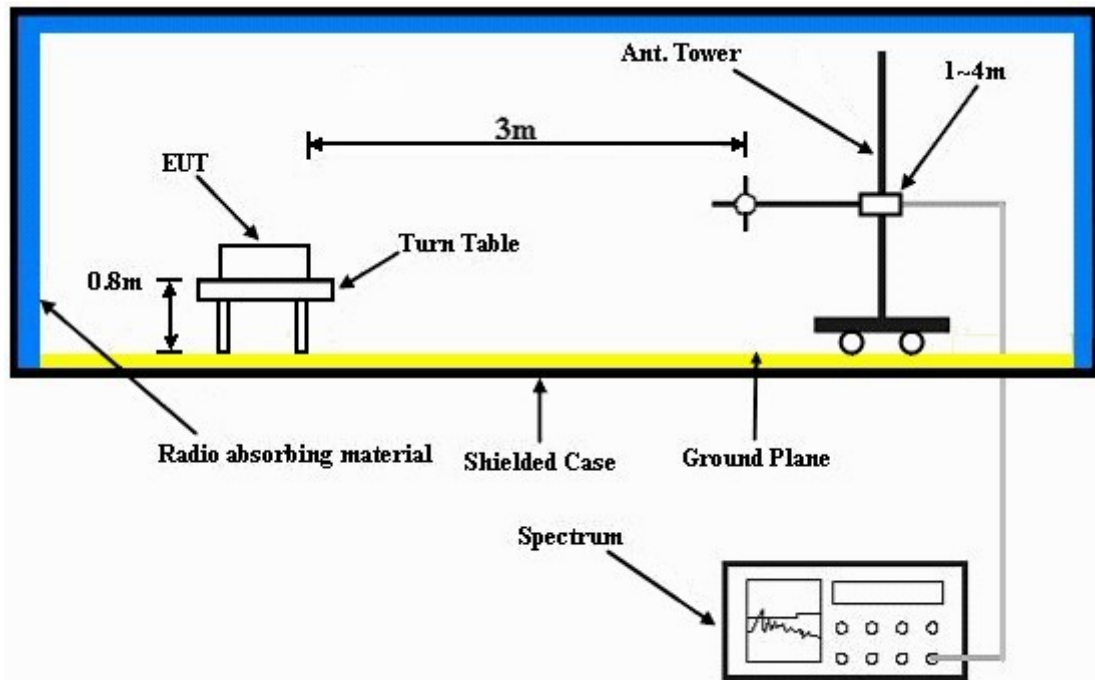 Ant. Tower
1~4m
3m
EUT
Turn Table
0.8m
Radio absorbing material
Shielded Case
Ground Plane
Spectrum